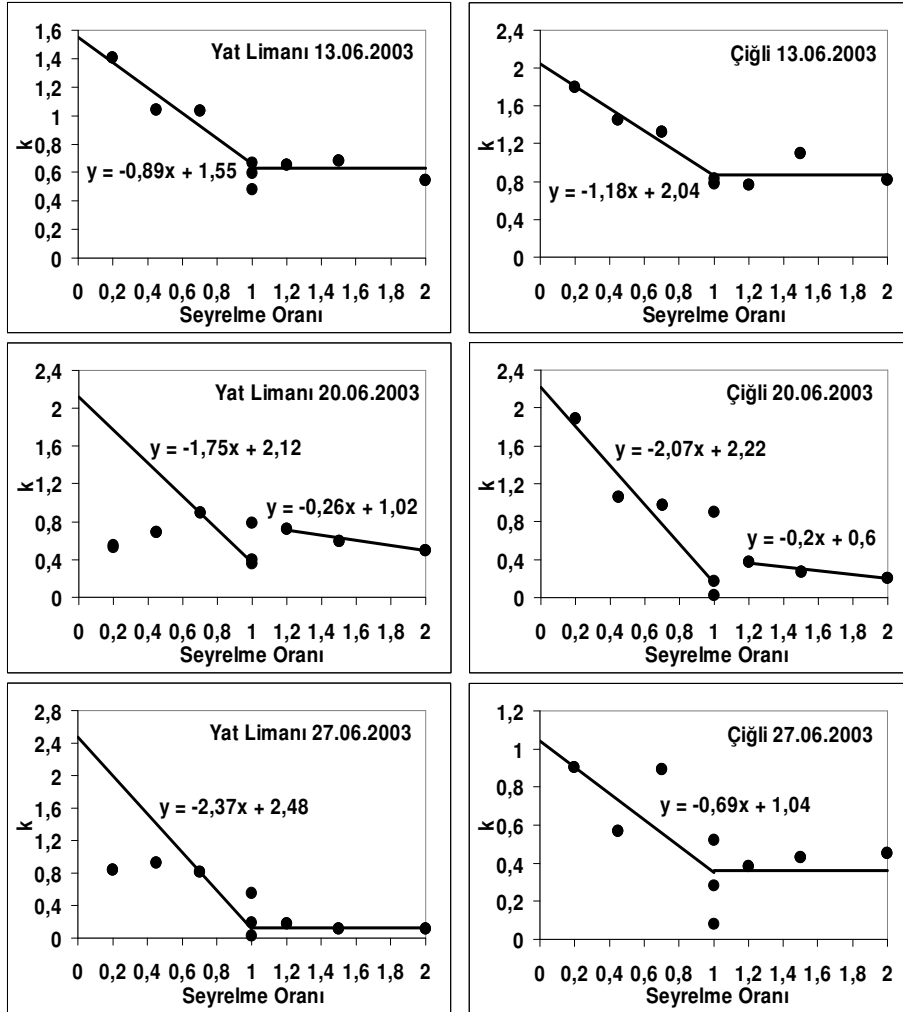 Yat Limanı 13.06.2003
1,6
1,4
1,2
1
0,8
0,6
0,4
0,2
0
k
y = -0,89x + 1,55
0 0,2 0,4 0,6 0,8 1 1,2 1,4 1,6 1,8 2
Seyrelme Oranı
Çiğli 13.06.2003
2,4
2
1,6
1,2
0,8
0,4
0
k
y = -1,18x + 2,04
0 0,2 0,4 0,6 0,8 1 1,2 1,4 1,6 1,8 2
Seyrelme Oranı
Yat Limanı 20.06.2003
2,4
2
1,6
1,2
0,8
0,4
0
k
y = -1,75x + 2,12
y = -0,26x + 1,02
0 0,2 0,4 0,6 0,8 1 1,2 1,4 1,6 1,8 2
Seyrelme Oranı
Çiğli 20.06.2003
2,4
2
1,6
1,2
0,8
0,4
0
k
y = -2,07x + 2,22
y = -0,2x + 0,6
0 0,2 0,4 0,6 0,8 1 1,2 1,4 1,6 1,8 2
Seyrelme Oranı
Yat Limanı 27.06.2003
2,8
2,4
2
1,6
1,2
0,8
0,4
0
k
y = -2,37x + 2,48
0 0,2 0,4 0,6 0,8 1 1,2 1,4 1,6 1,8 2
Seyrelme Oranı
Çiğli 27.06.2003
1,2
1
0,8
0,6
0,4
0,2
0
k
y = -0,69x + 1,04
0 0,2 0,4 0,6 0,8 1 1,2 1,4 1,6 1,8 2
Seyrelme Oranı